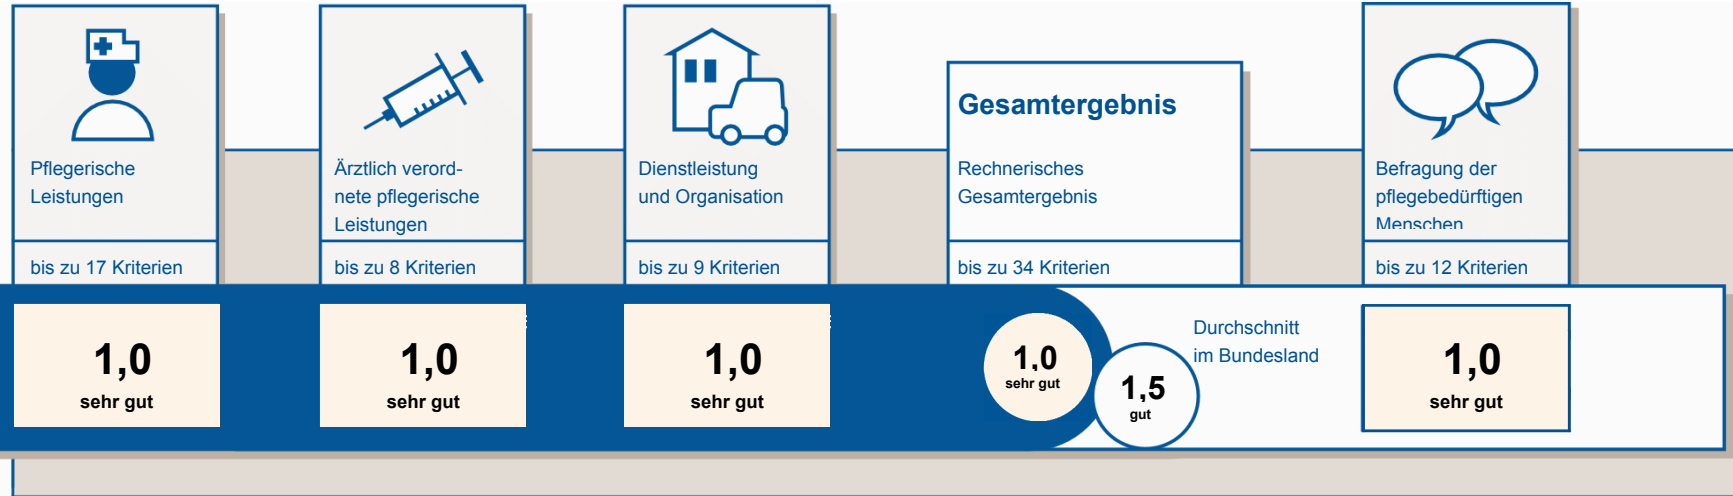 Pflegerische
Leistungen
bis zu 17 Kriterien
1,0
sehr gut
Ärztlich verord-
nete pflegerische
Leistungen
bis zu 8 Kriterien
1,0
sehr gut
Dienstleistung
und Organisation
bis zu 9 Kriterien
1,0
sehr gut
Gesamtergebnis
Rechnerisches
Gesamtergebnis
bis zu 34 Kriterien
1,0
sehr gut
1,5
gut
Durchschnitt
im Bundesland
Befragung der
pflegebedürftigen
Menschen
bis zu 12 Kriterien
1,0
sehr gut